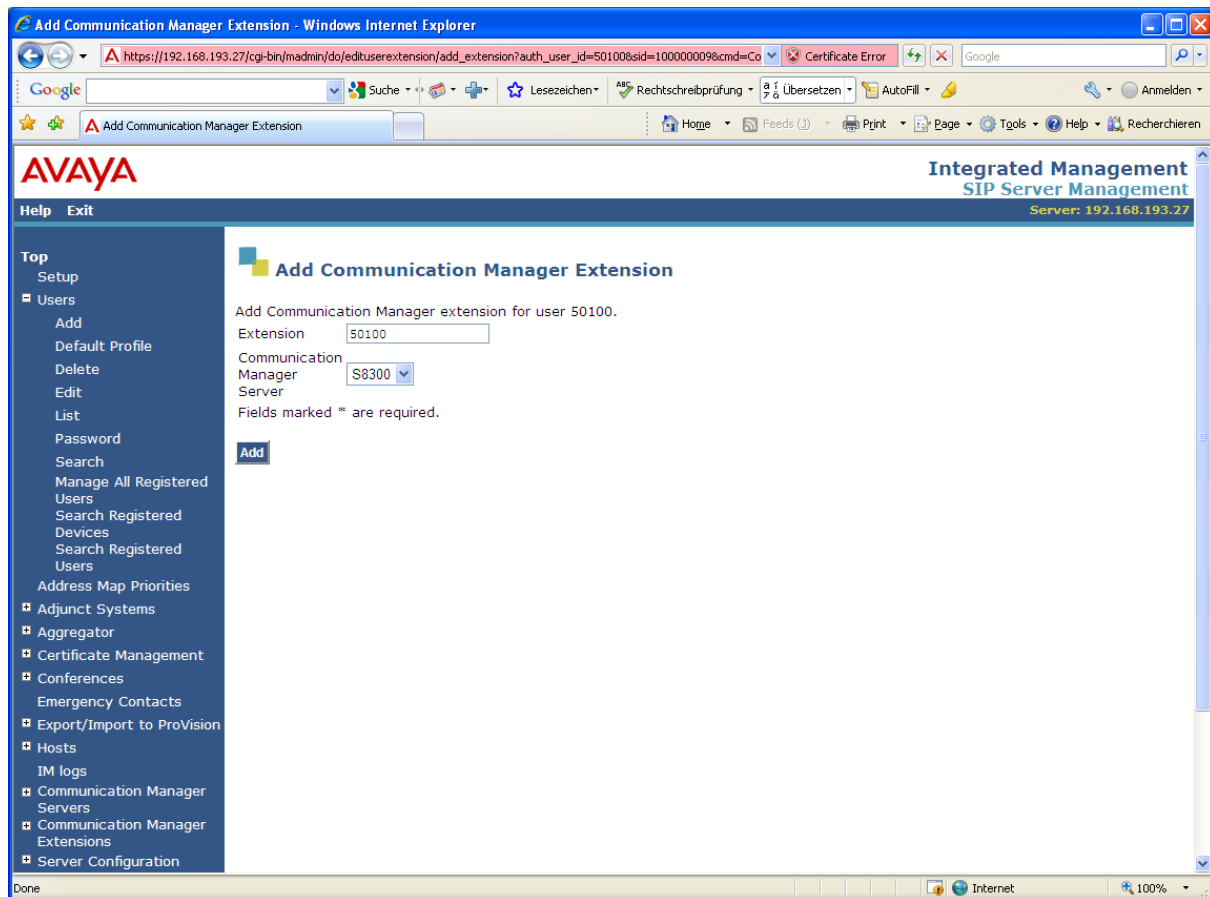 Add Communication Manager Extension - Windows Internet Explorer
https://192.168.193.27/cgi-bin/madmin/do/edituserextension/add_extension?auth_user_id=50100&sid=100000009&cmd=Co Certificate Error Google
Google Suche Lesezeichen Rechtschreibprüfung Übersetzen AutoFill Anmelden
Add Communication Manager Extension Home Feeds (J) Print Page Tools Help Recherchieren
AVAYA
Integrated Management
SIP Server Management
Help Exit
Server: 192.168.193.27
Top
Setup
Users
Add
Default Profile
Delete
Edit
List
Password
Search
Manage All Registered
Users
Search Registered
Devices
Search Registered
Users
Address Map Priorities
Adjunct Systems
Aggregator
Certificate Management
Conferences
Emergency Contacts
Export/Import to ProVision
Hosts
IM logs
Communication Manager
Servers
Communication Manager
Extensions
Server Configuration
Add Communication Manager Extension
Add Communication Manager extension for user 50100.
Extension 50100
Communication
Manager S8300
Server
Fields marked * are required.
Add
Done Internet 100%